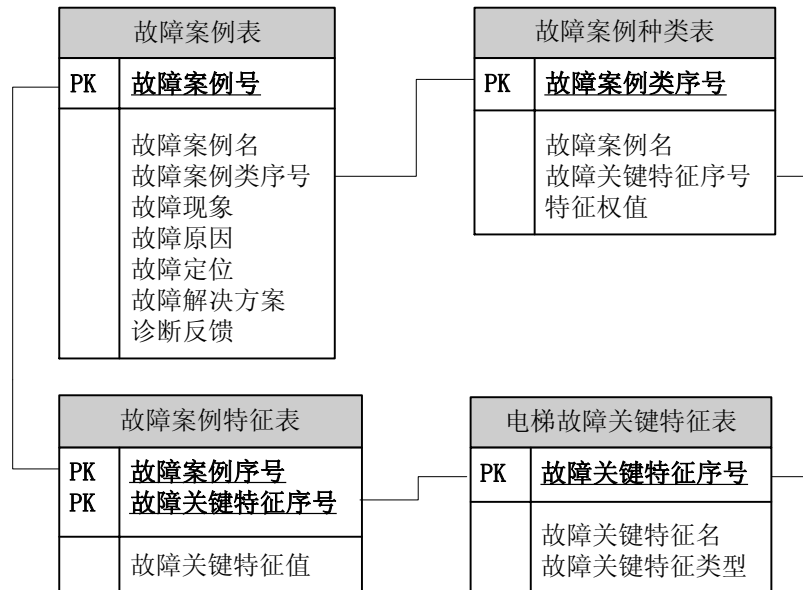 故障案例表
PK 故障案例号
故障案例名
故障案例类序号
故障现象
故障原因
故障定位
故障解决方案
诊断反馈
故障案例种类表
PK 故障案例类序号
故障案例名
故障关键特征序号
特征权值
故障案例特征表
PK 故障案例序号
PK 故障关键特征序号
故障关键特征值
电梯故障关键特征表
PK 故障关键特征序号
故障关键特征名
故障关键特征类型